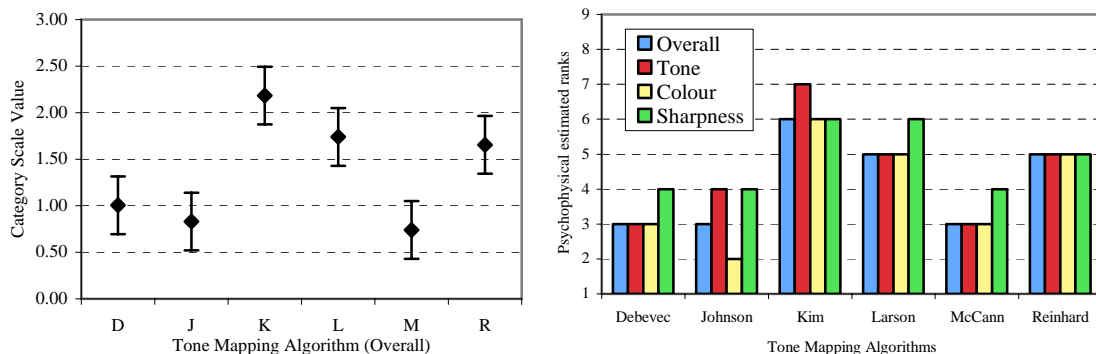 3.00
2.50
2.00
1.50
1.00
0.50
0.00
Category Scale Value
D J K L M R
Tone Mapping Algorithm (Overall)
9
8
7
6
5
4
3
2
1
Psychophysical estimated ranks
Overall
Tone
Colour
Sharpness
Debevec Johnson Kim Larson McCann Reinhard
Tone Mapping Algorithms